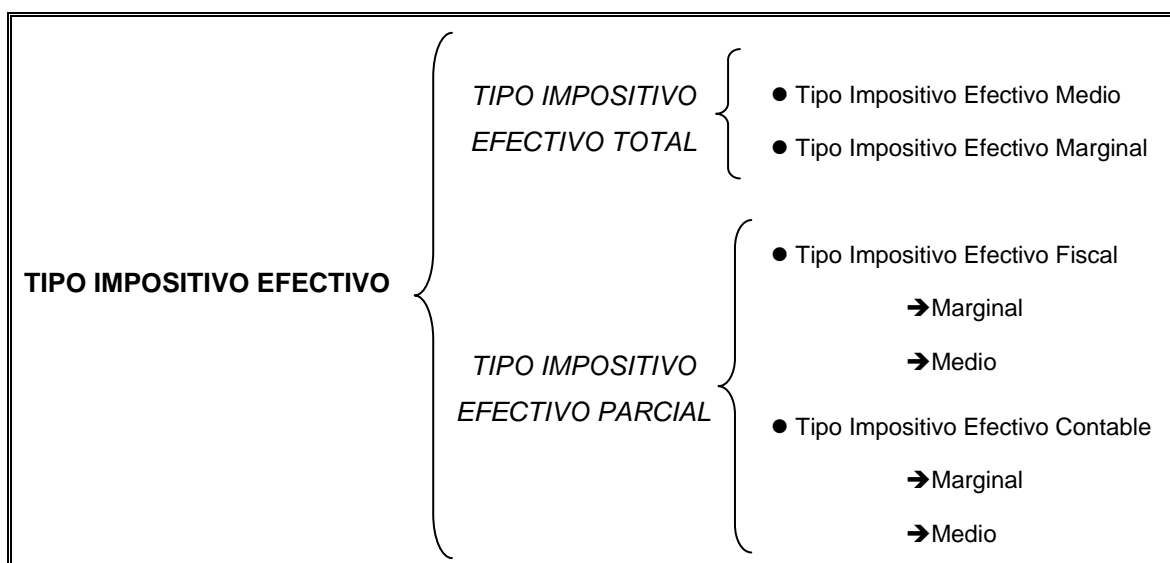 TIPO IMPOSITIVO EFECTIVO
TIPO IMPOSITIVO
EFECTIVO TOTAL
● Tipo Impositivo Efectivo Medio
● Tipo Impositivo Efectivo Marginal
TIPO IMPOSITIVO
EFECTIVO PARCIAL
● Tipo Impositivo Efectivo Fiscal
➔Marginal
➔Medio
● Tipo Impositivo Efectivo Contable
➔Marginal
➔Medio